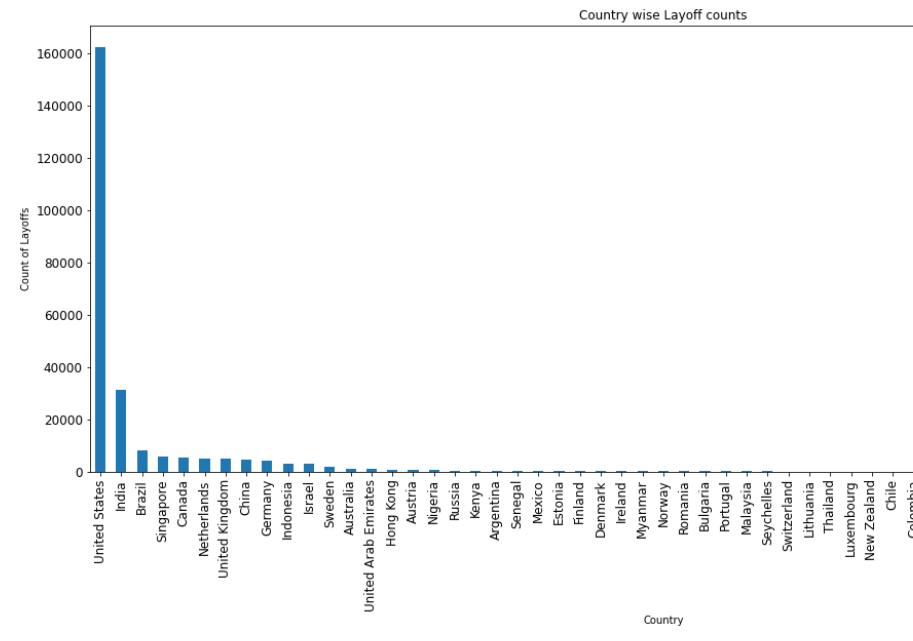 Country wise Layoff counts
160000
140000
120000
100000
80000
60000
40000
20000
0
Count of Layoffs
United States
India
Brazil
Singapore
Canada
Netherlands
United Kingdom
China
Germany
Indonesia
Israel
Sweden
Australia
United Arab Emirates
Hong Kong
Austria
Nigeria
Russia
Kenya
Argentina
Senegal
Mexico
Estonia
Finland
Denmark
Ireland
Myanmar
Norway
Romania
Bulgaria
Portugal
Malaysia
Seychelles
Switzerland
Lithuania
Thailand
Luxembourg
New Zealand
Chile
Country